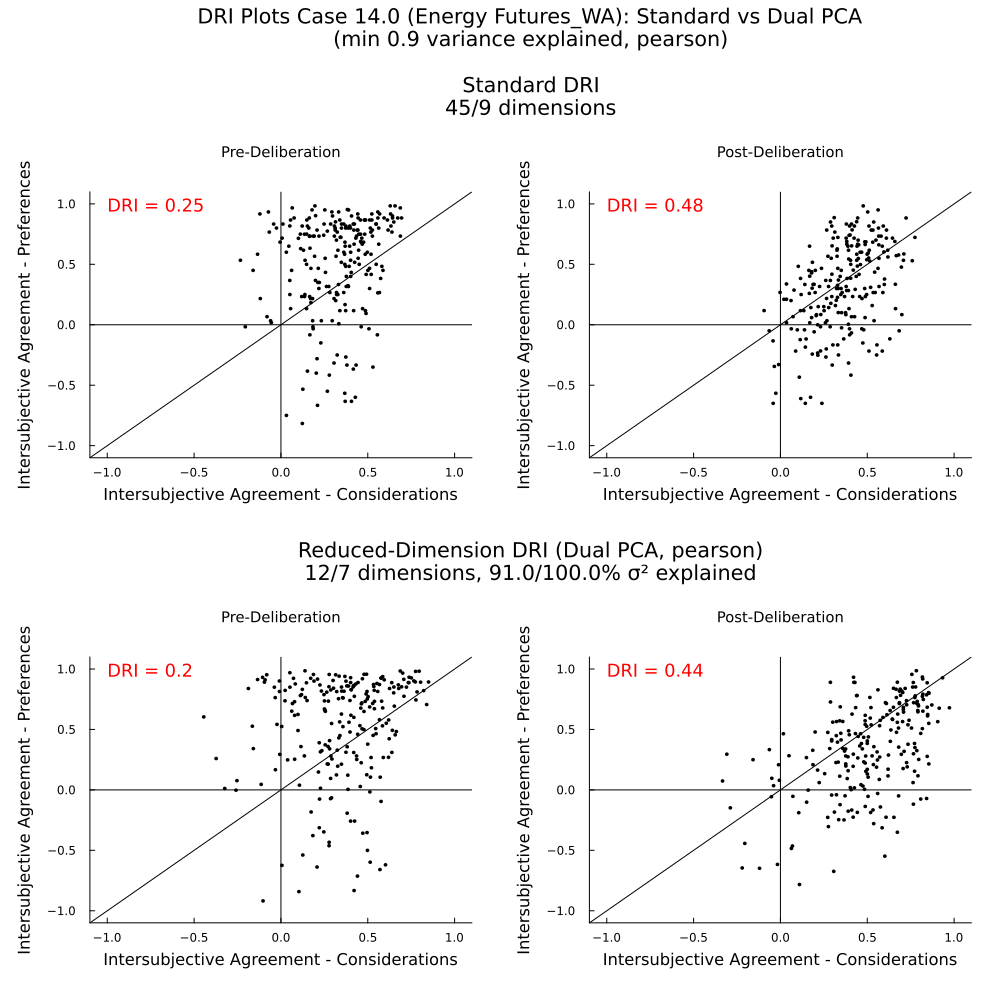 DRI Plots Case 14.0 (Energy Futures_WA): Standard vs Dual PCA
(min 0.9 variance explained, pearson)
Standard DRI
45/9 dimensions
Pre-Deliberation
DRI = 0.25
Intersubjective Agreement - Preferences
1.0
0.5
0.0
−0.5
−1.0
−1.0
−0.5
0.0
0.5
1.0
Intersubjective Agreement - Considerations
Post-Deliberation
DRI = 0.48
Intersubjective Agreement - Preferences
1.0
0.5
0.0
−0.5
−1.0
−1.0
−0.5
0.0
0.5
1.0
Intersubjective Agreement - Considerations
Reduced-Dimension DRI (Dual PCA, pearson)
12/7 dimensions, 91.0/100.0% σ² explained
Pre-Deliberation
DRI = 0.2
Intersubjective Agreement - Preferences
1.0
0.5
0.0
−0.5
−1.0
−1.0
−0.5
0.0
0.5
1.0
Intersubjective Agreement - Considerations
Post-Deliberation
DRI = 0.44
Intersubjective Agreement - Preferences
1.0
0.5
0.0
−0.5
−1.0
−1.0
−0.5
0.0
0.5
1.0
Intersubjective Agreement - Considerations